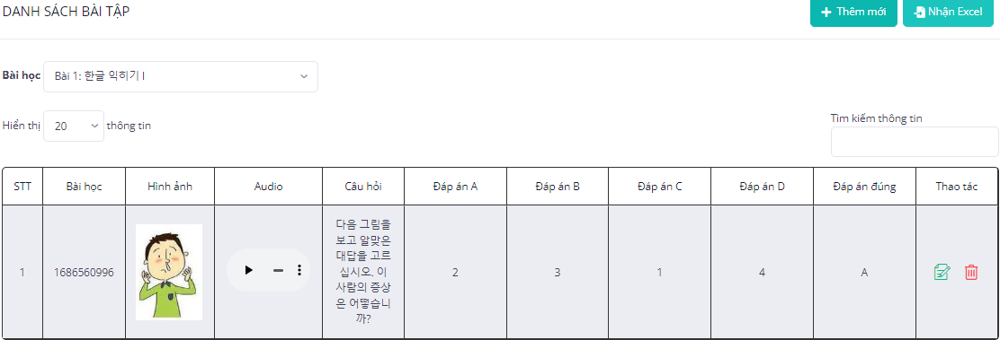 DANH SÁCH BÀI TẬP
Thêm mới
Nhận Excel
Bài học
Bài 1: 한글 익히기 I
Hiển thị 20 thông tin
Tìm kiếm thông tin
STT Bài học Hình ảnh Audio Câu hỏi Đáp án A Đáp án B Đáp án C Đáp án D Đáp án đúng Thao tác
1 1686560996
다음 그림을
보고 알맞은
대답을 고르
십시오. 이
사람의 증상
은 어떻습니
까?
2 3 1 4 A